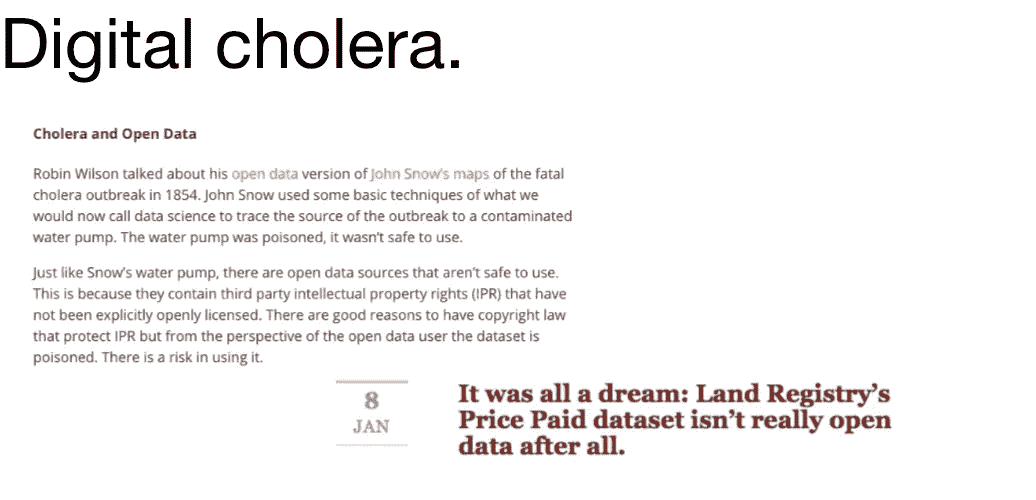 Digital cholera.
Cholera and Open Data
Robin Wilson talked about his open data version of John Snow's maps of the fatal
cholera outbreak in 1854. John Snow used some basic techniques of what we
would now call data science to trace the source of the outbreak to a contaminated
water pump. The water pump was poisoned, it wasn't safe to use.
Just like Snow's water pump, there are open data sources that aren't safe to use.
This is because they contain third party intellectual property rights (IPR) that have
not been explicitly openly licensed. There are good reasons to have copyright law
that protect IPR but from the perspective of the open data user the dataset is
poisoned. There is a risk in using it.
8
JAN
It was all a dream: Land Registry's
Price Paid dataset isn't really open
data after all.